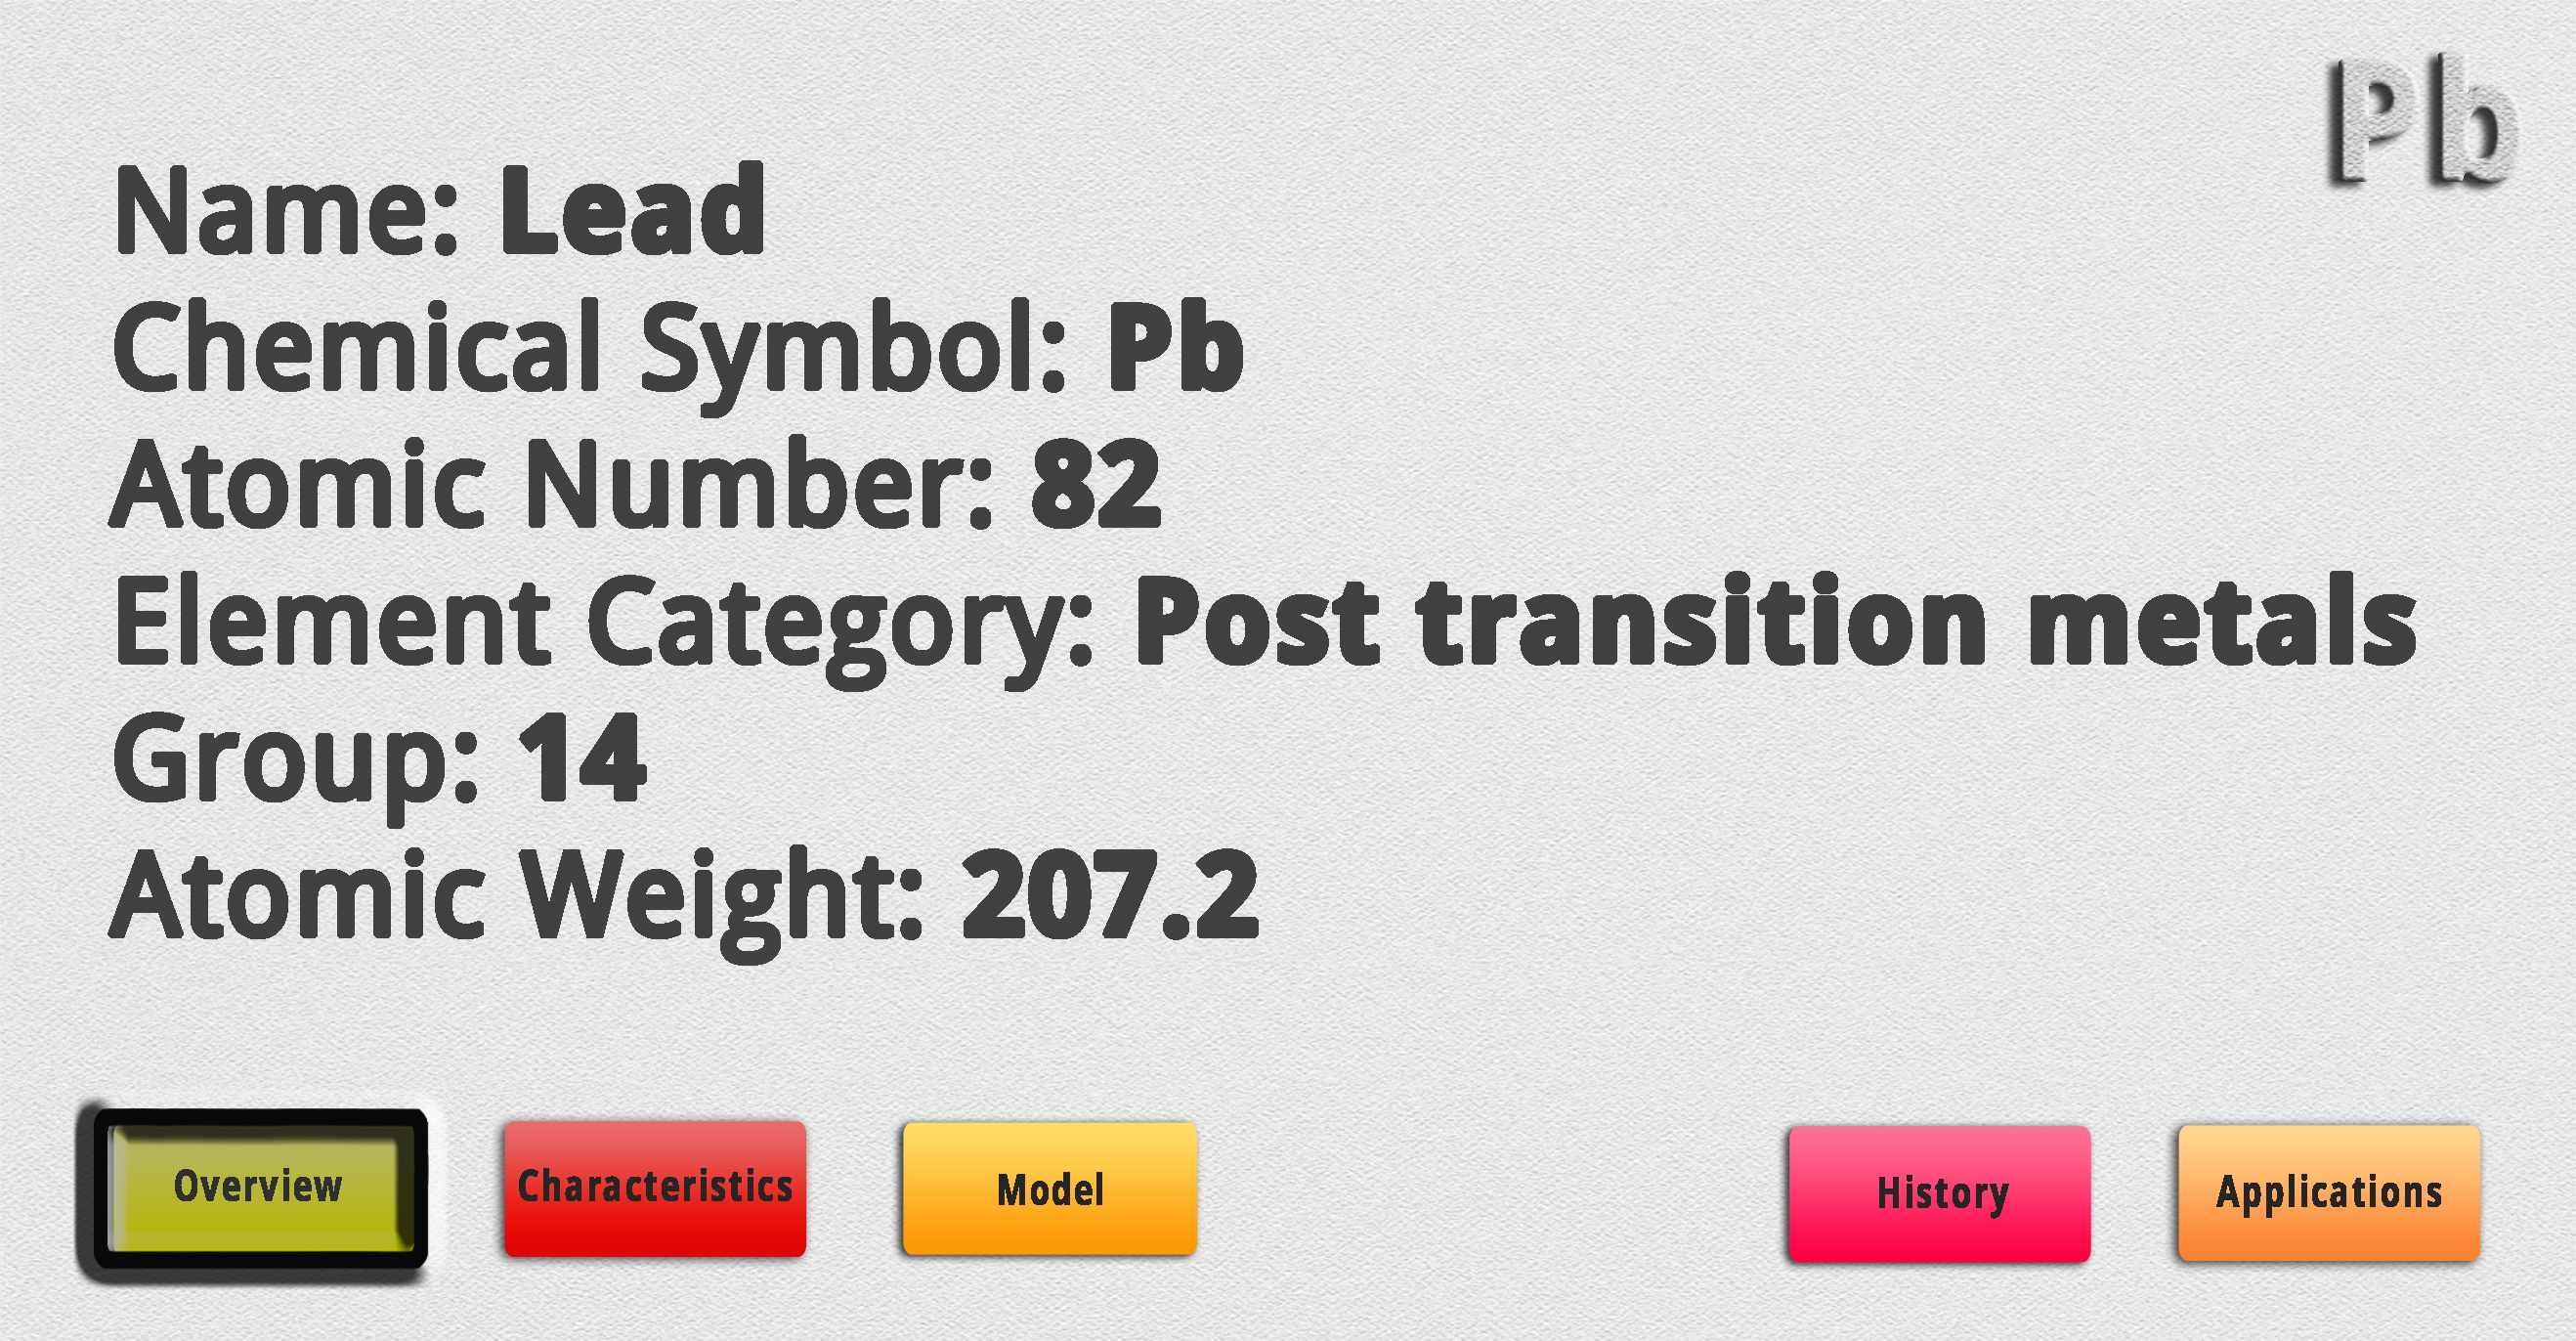 Pb
Name: Lead
Chemical Symbol: Pb
Atomic Number: 82
Element Category: Post transition metals
Group: 14
Atomic Weight: 207.2
Overview
Characteristics
Model
History
Applications